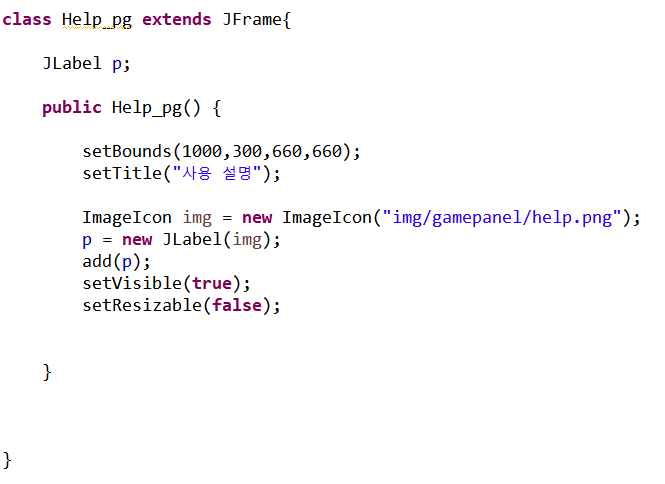 class Help_pg extends JFrame{
JLabel p;
public Help_pg() {
setBounds(1000,300,660,660);
setTitle("사용 설명");
ImageIcon img = new ImageIcon("img/gamepanel/help.png");
p = new JLabel(img);
add(p);
setVisible(true);
setResizable(false);
}
}